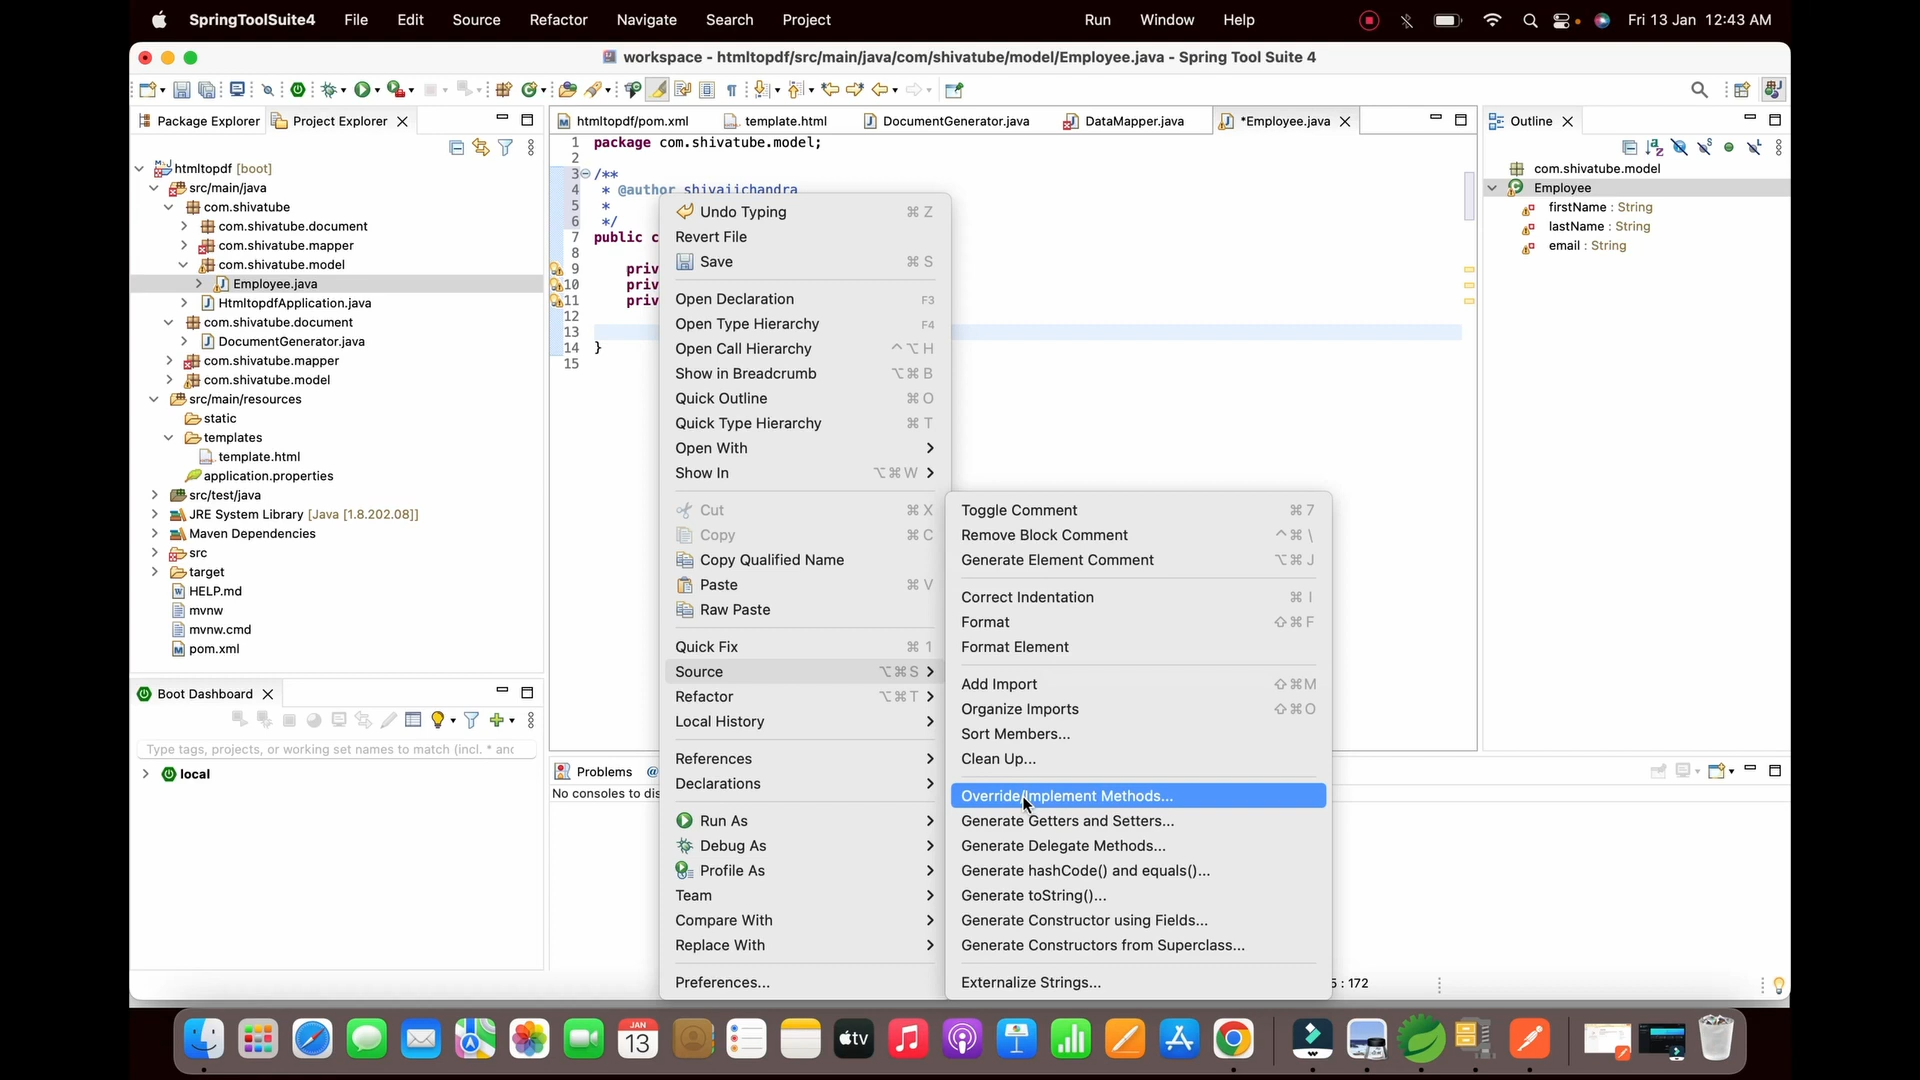 SpringToolSuite4 File Edit Source Refactor Navigate Search Project Run Window Help Fri 13 Jan 12:43 AM
workspace - htmltopdf/src/main/java/com/shivatube/model/Employee.java - Spring Tool Suite 4
Package Explorer Project Explorer
htmltopdf [boot]
src/main/java
com.shivatube
com.shivatube.document
com.shivatube.mapper
com.shivatube.model
Employee.java
HtmltopdfApplication.java
com.shivatube.document
DocumentGenerator.java
com.shivatube.mapper
com.shivatube.model
src/main/resources
static
templates
template.html
application.properties
src/test/java
JRE System Library [Java [1.8.202.08]]
Maven Dependencies
src
target
HELP.md
mvnw
mvnw.cmd
pom.xml
Boot Dashboard
Type tags, projects, or working set names to match (incl. * and
local
htmltopdf/pom.xml template.html DocumentGenerator.java DataMapper.java *Employee.java
1 package com.shivatube.model;
2
3 /**
4 * @author shivajichandra
5 *
6 */
7 public c
8
9 priv
10 priv
11 priv
12
13
14 }
15
Undo Typing ⌘ Z
Revert File
Save ⌘ S
Open Declaration F3
Open Type Hierarchy F4
Open Call Hierarchy ^⌥ H
Show in Breadcrumb ⌥⌘ B
Quick Outline ⌘ O
Quick Type Hierarchy ⌘ T
Open With
Show In ⌥⌘ W
Cut ⌘ X
Copy ⌘ C
Copy Qualified Name
Paste ⌘ V
Raw Paste
Quick Fix ⌘ 1
Source ⌥⌘ S
Refactor ⌥⌘ T
Local History
References
Declarations
Run As
Debug As
Profile As
Team
Compare With
Replace With
Preferences...
Toggle Comment ⌘ 7
Remove Block Comment ^⌘ \
Generate Element Comment ⌥⌘ J
Correct Indentation ⌘ I
Format ⇧⌘ F
Format Element
Add Import ⇧⌘ M
Organize Imports ⇧⌘ O
Sort Members...
Clean Up...
Override/Implement Methods...
Generate Getters and Setters...
Generate Delegate Methods...
Generate hashCode() and equals()...
Generate toString()...
Generate Constructor using Fields...
Generate Constructors from Superclass...
Externalize Strings...
Problems @
No consoles to dis
5 : 172
Outline
com.shivatube.model
Employee
firstName : String
lastName : String
email : String
JAN
13
tv